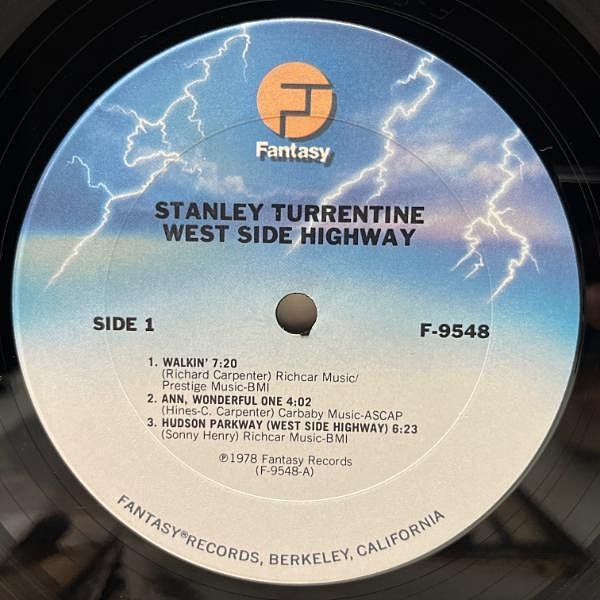 Fantasy
STANLEY TURRENTINE
WEST SIDE HIGHWAY
SIDE 1
F-9548
1. WALKIN' 7:20
(Richard Carpenter) Richcar Music/
Prestige Music-BMI
2. ANN, WONDERFUL ONE 4:02
(Hines-C. Carpenter) Carbaby Music-ASCAP
3. HUDSON PARKWAY (WEST SIDE HIGHWAY) 6:23
(Sonny Henry) Richcar Music-BMI
℗1978 Fantasy Records
(F-9548-A)
FANTASY® RECORDS, BERKELEY, CALIFORNIA